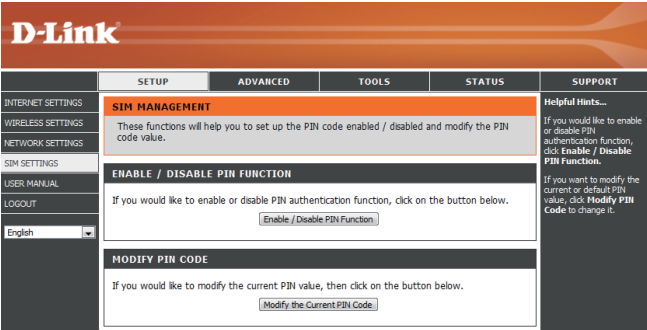 D-Link
SETUP
ADVANCED
TOOLS
STATUS
SUPPORT
INTERNET SETTINGS
WIRELESS SETTINGS
NETWORK SETTINGS
SIM SETTINGS
USER MANUAL
LOGOUT
English
SIM MANAGEMENT
These functions will help you to set up the PIN code enabled / disabled and modify the PIN
code value.
ENABLE / DISABLE PIN FUNCTION
If you would like to enable or disable PIN authentication function, click on the button below.
Enable / Disable PIN Function
MODIFY PIN CODE
If you would like to modify the current PIN value, then click on the button below.
Modify the Current PIN Code
Helpful Hints...
If you would like to enable
or disable PIN
authentication function,
click Enable / Disable
PIN Function.
If you want to modify the
current or default PIN
value, click Modify PIN
Code to change it.